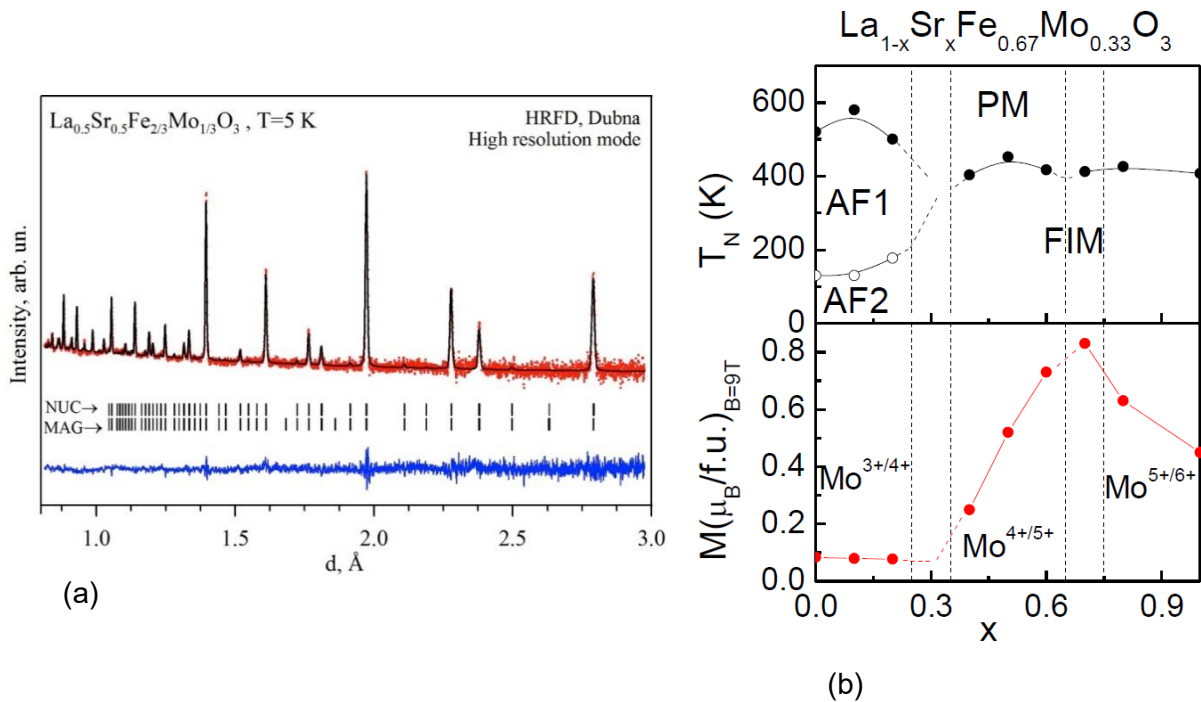 La0.5Sr0.5Fe2/3Mo1/3O3 , T=5 K
HRFD, Dubna
High resolution mode
Intensity, arb. un.
NUC→
MAG→
1.0 1.5 2.0 2.5 3.0
d, Å
(a)
La1-xSrxFe0.67Mo0.33O3
600
400
200
0
TN (K)
PM
AF1
AF2
FIM
0.8
0.6
0.4
0.2
0.0
M(μB/f.u.)B=9T
Mo3+/4+
Mo4+/5+
Mo5+/6+
0.0 0.3 0.6 0.9
x
(b)